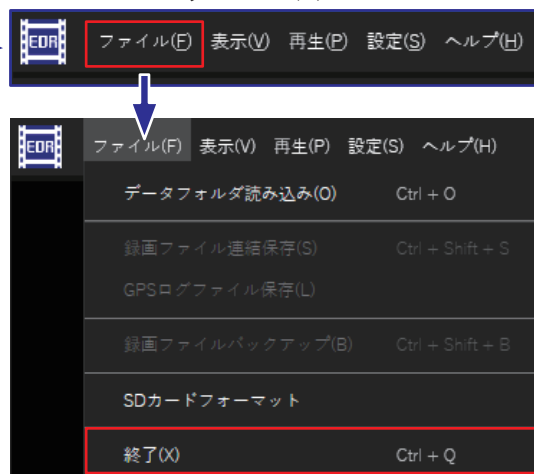 EDR ファイル(F) 表示(V) 再生(P) 設定(S) ヘルプ(H)
EDR ファイル(F) 表示(V) 再生(P) 設定(S) ヘルプ(H)
データフォルダ読み込み(O) Ctrl + O
録画ファイル連結保存(S) Ctrl + Shift + S
GPSログファイル保存(L)
録画ファイルバックアップ(B) Ctrl + Shift + B
SDカードフォーマット
終了(X) Ctrl + Q